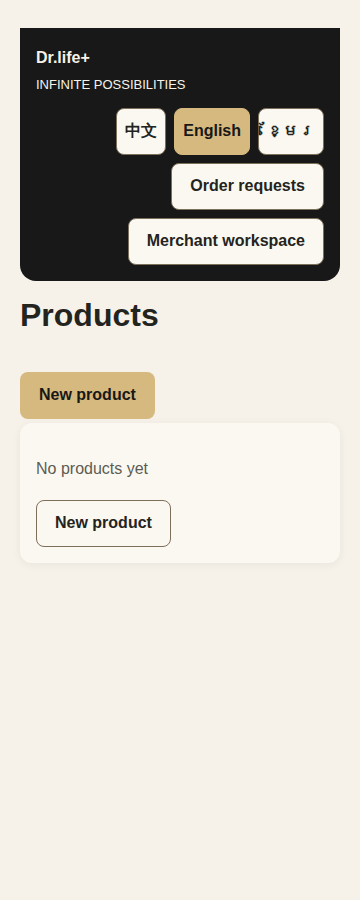 Dr.life+
INFINITE POSSIBILITIES
中文 English ខ្មែរ
Order requests
Merchant workspace
Products
New product
No products yet
New product